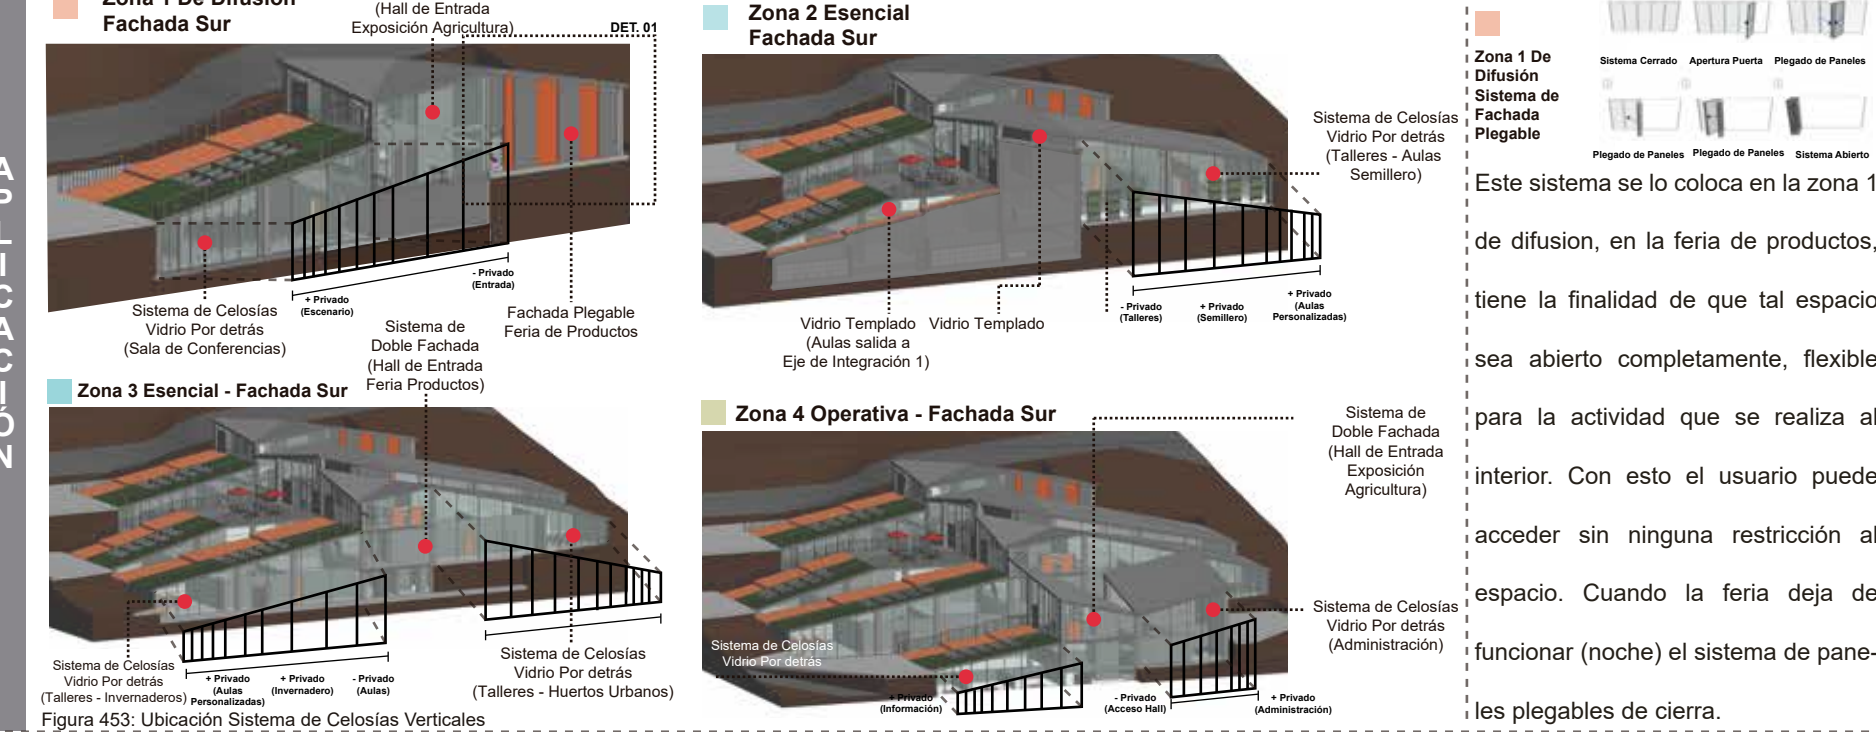 APLICACIÓN
Zona 1 De Difusión
Fachada Sur
(Hall de Entrada
Exposición Agricultura)
DET. 01
Sistema de Celosías
Vidrio Por detrás
(Sala de Conferencias)
+ Privado
(Escenario)
- Privado
(Entrada)
Fachada Plegable
Feria de Productos
Zona 2 Esencial
Fachada Sur
Sistema de Celosías
Vidrio Por detrás
(Talleres - Aulas
Semillero)
Vidrio Templado
(Aulas salida a
Eje de Integración 1)
Vidrio Templado
- Privado
(Talleres)
+ Privado
(Semillero)
+ Privado
(Aulas
Personalizadas)
Zona 3 Esencial - Fachada Sur
Sistema de
Doble Fachada
(Hall de Entrada
Feria Productos)
Sistema de Celosías
Vidrio Por detrás
(Talleres - Invernaderos)
+ Privado
(Aulas
Personalizadas)
+ Privado
(Invernadero)
- Privado
(Aulas)
Sistema de Celosías
Vidrio Por detrás
(Talleres - Huertos Urbanos)
Figura 453: Ubicación Sistema de Celosías Verticales
Zona 4 Operativa - Fachada Sur
Sistema de
Doble Fachada
(Hall de Entrada
Exposición
Agricultura)
Sistema de Celosías
Vidrio Por detrás
(Administración)
Sistema de Celosías
Vidrio Por detrás
+ Privado
(Información)
- Privado
(Acceso Hall)
+ Privado
(Administración)
Zona 1 De
Difusión
Sistema de
Fachada
Plegable
Sistema Cerrado
Apertura Puerta
Plegado de Paneles
Plegado de Paneles
Plegado de Paneles
Sistema Abierto
Este sistema se lo coloca en la zona 1
de difusion, en la feria de productos,
tiene la finalidad de que tal espacio
sea abierto completamente, flexible
para la actividad que se realiza al
interior. Con esto el usuario puede
acceder sin ninguna restricción al
espacio. Cuando la feria deja de
funcionar (noche) el sistema de pane-
les plegables de cierra.